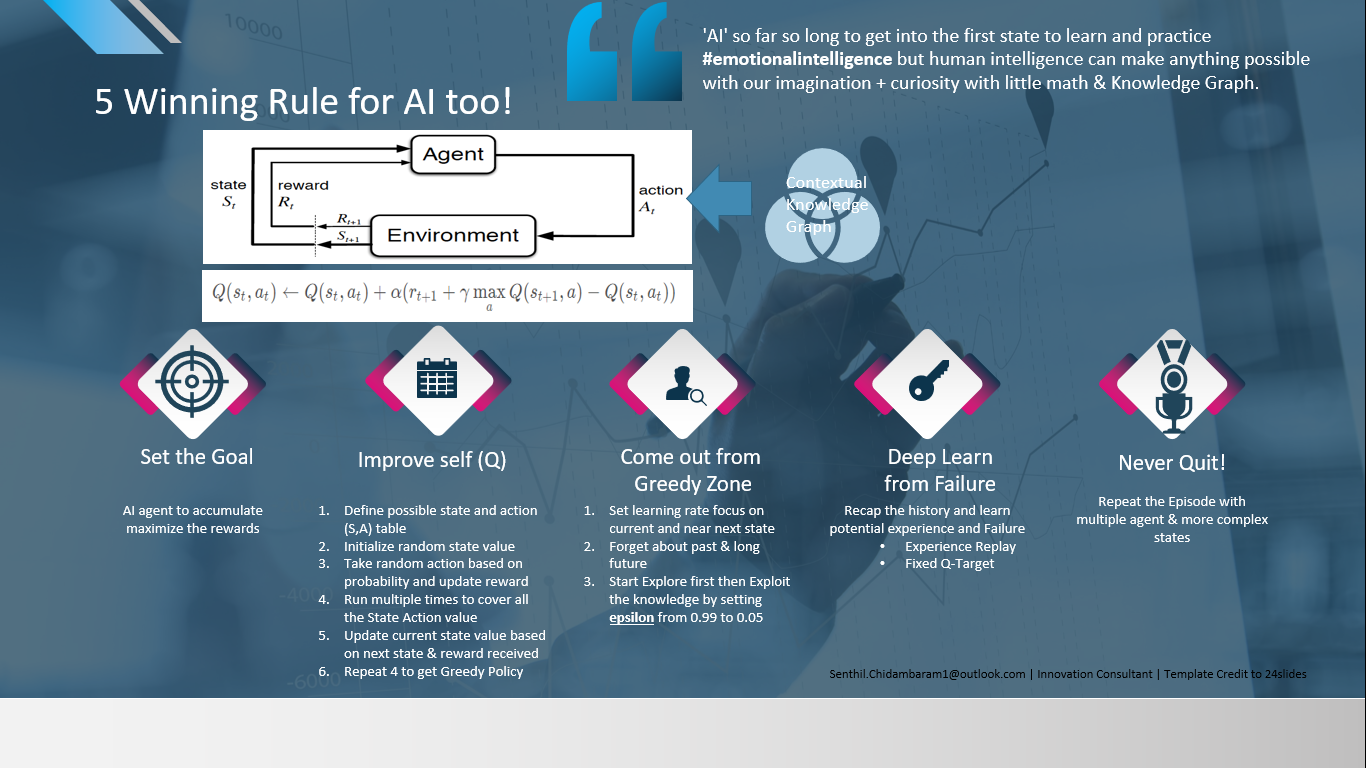 10000
'AI' so far so long to get into the first state to learn and practice
#emotionalintelligence but human intelligence can make anything possible
with our imagination + curiosity with little math & Knowledge Graph.
5 Winning Rule for AI too!
Agent
state
S_t
reward
R_t
action
A_t
R_{t+1}
S_{t+1}
Environment
Contextual
Knowledge
Graph
Q(s_t, a_t) ← Q(s_t, a_t) + α(r_{t+1} + γ max_a Q(s_{t+1}, a) − Q(s_t, a_t))
Set the Goal
AI agent to accumulate
maximize the rewards
Improve self (Q)
1. Define possible state and action
(S,A) table
2. Initialize random state value
3. Take random action based on
probability and update reward
4. Run multiple times to cover all
the State Action value
5. Update current state value based
on next state & reward received
6. Repeat 4 to get Greedy Policy
Come out from
Greedy Zone
1. Set learning rate focus on
current and near next state
2. Forget about past & long
future
3. Start Explore first then Exploit
the knowledge by setting
epsilon from 0.99 to 0.05
Deep Learn
from Failure
Recap the history and learn
potential experience and Failure
• Experience Replay
• Fixed Q-Target
Never Quit!
Repeat the Episode with
multiple agent & more complex
states
-4000
-6000
Senthil.Chidambaram1@outlook.com | Innovation Consultant | Template Credit to 24slides